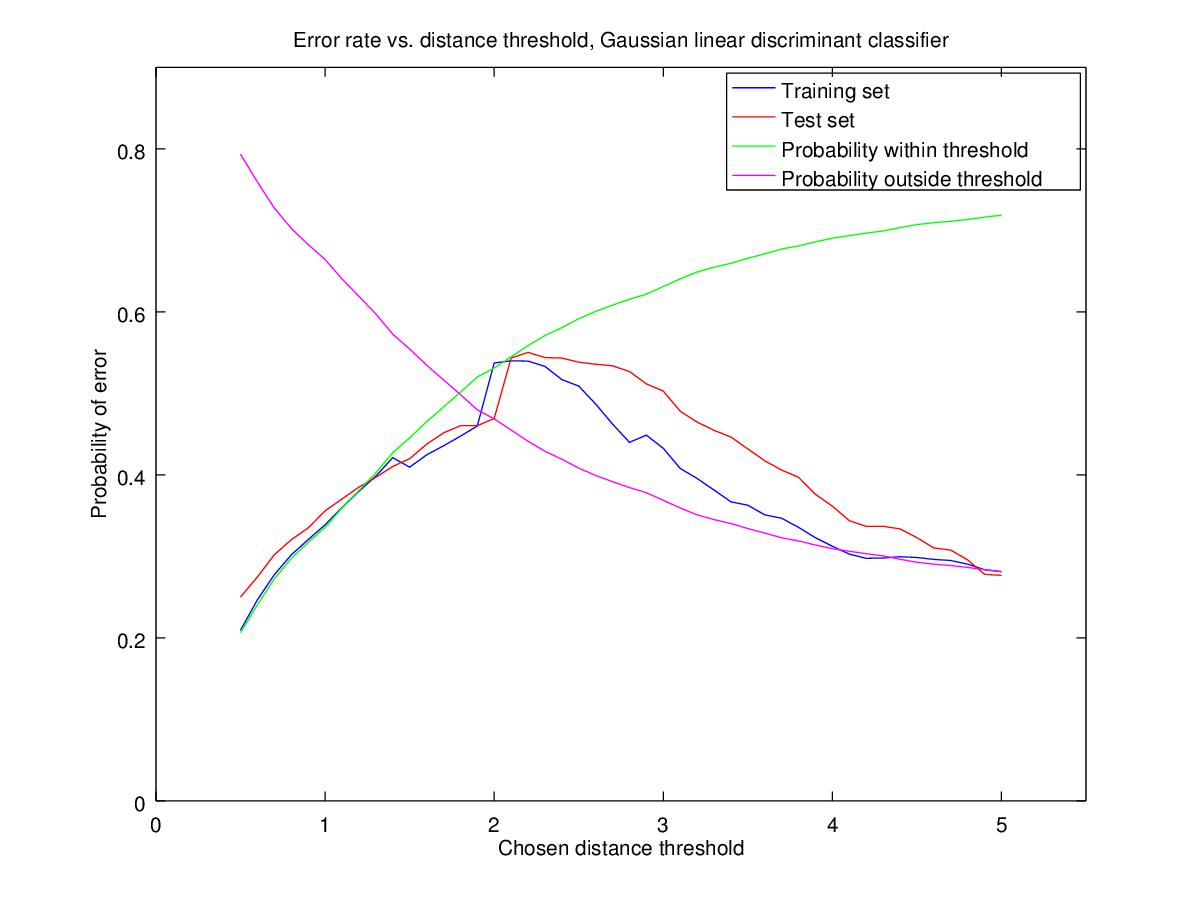 Error rate vs. distance threshold, Gaussian linear discriminant classifier
Training set
Test set
Probability within threshold
Probability outside threshold
Probability of error
0.8
0.6
0.4
0.2
0
0 1 2 3 4 5
Chosen distance threshold